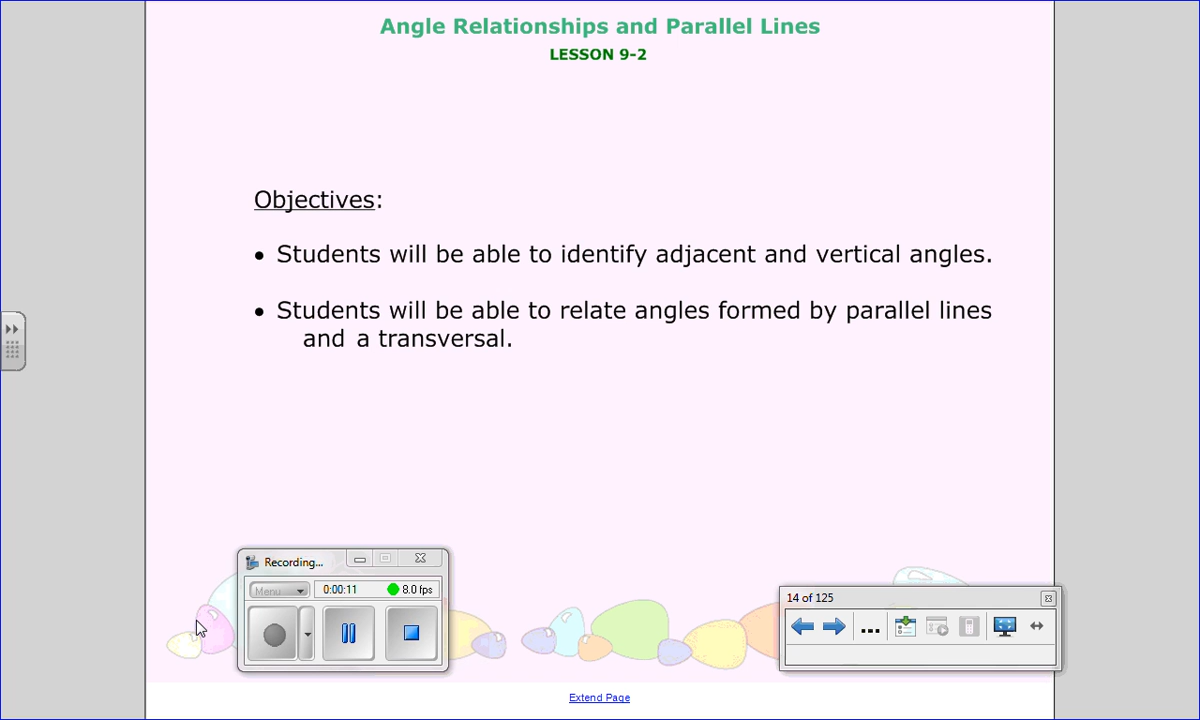 Angle Relationships and Parallel Lines
LESSON 9-2
Objectives:
• Students will be able to identify adjacent and vertical angles.
• Students will be able to relate angles formed by parallel lines
and a transversal.
Recording...
Menu
0:00:11
8.0 fps
14 of 125
Extend Page